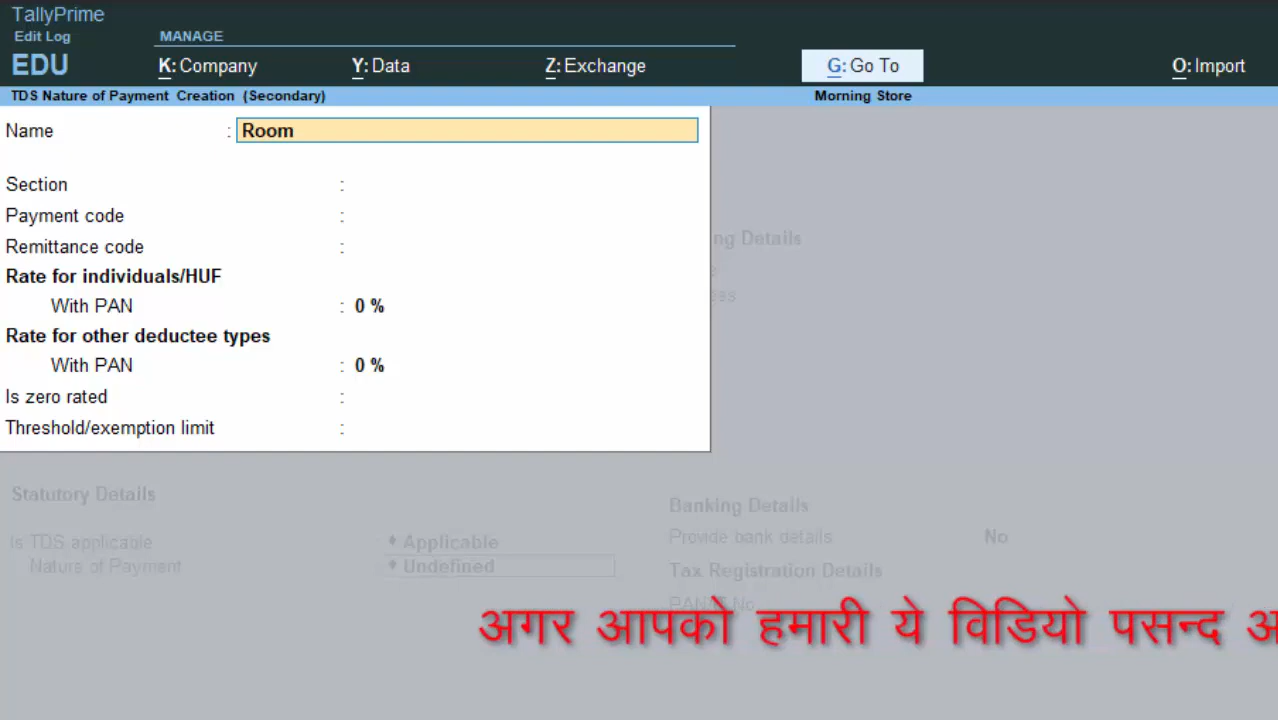 TallyPrime
Edit Log
MANAGE
EDU
K: Company
Y: Data
Z: Exchange
G: Go To
O: Import
TDS Nature of Payment Creation (Secondary)
Morning Store
Name : Room
Section :
Payment code :
Remittance code :
ng Details
Rate for individuals/HUF
With PAN : 0 %
Rate for other deductee types
With PAN : 0 %
Is zero rated :
Threshold/exemption limit :
Statutory Details
Banking Details
Is TDS applicable ♦ Applicable
Provide bank details No
Nature of Payment ♦ Undefined
Tax Registration Details
अगर आपको हमारी ये विडियो पसन्द